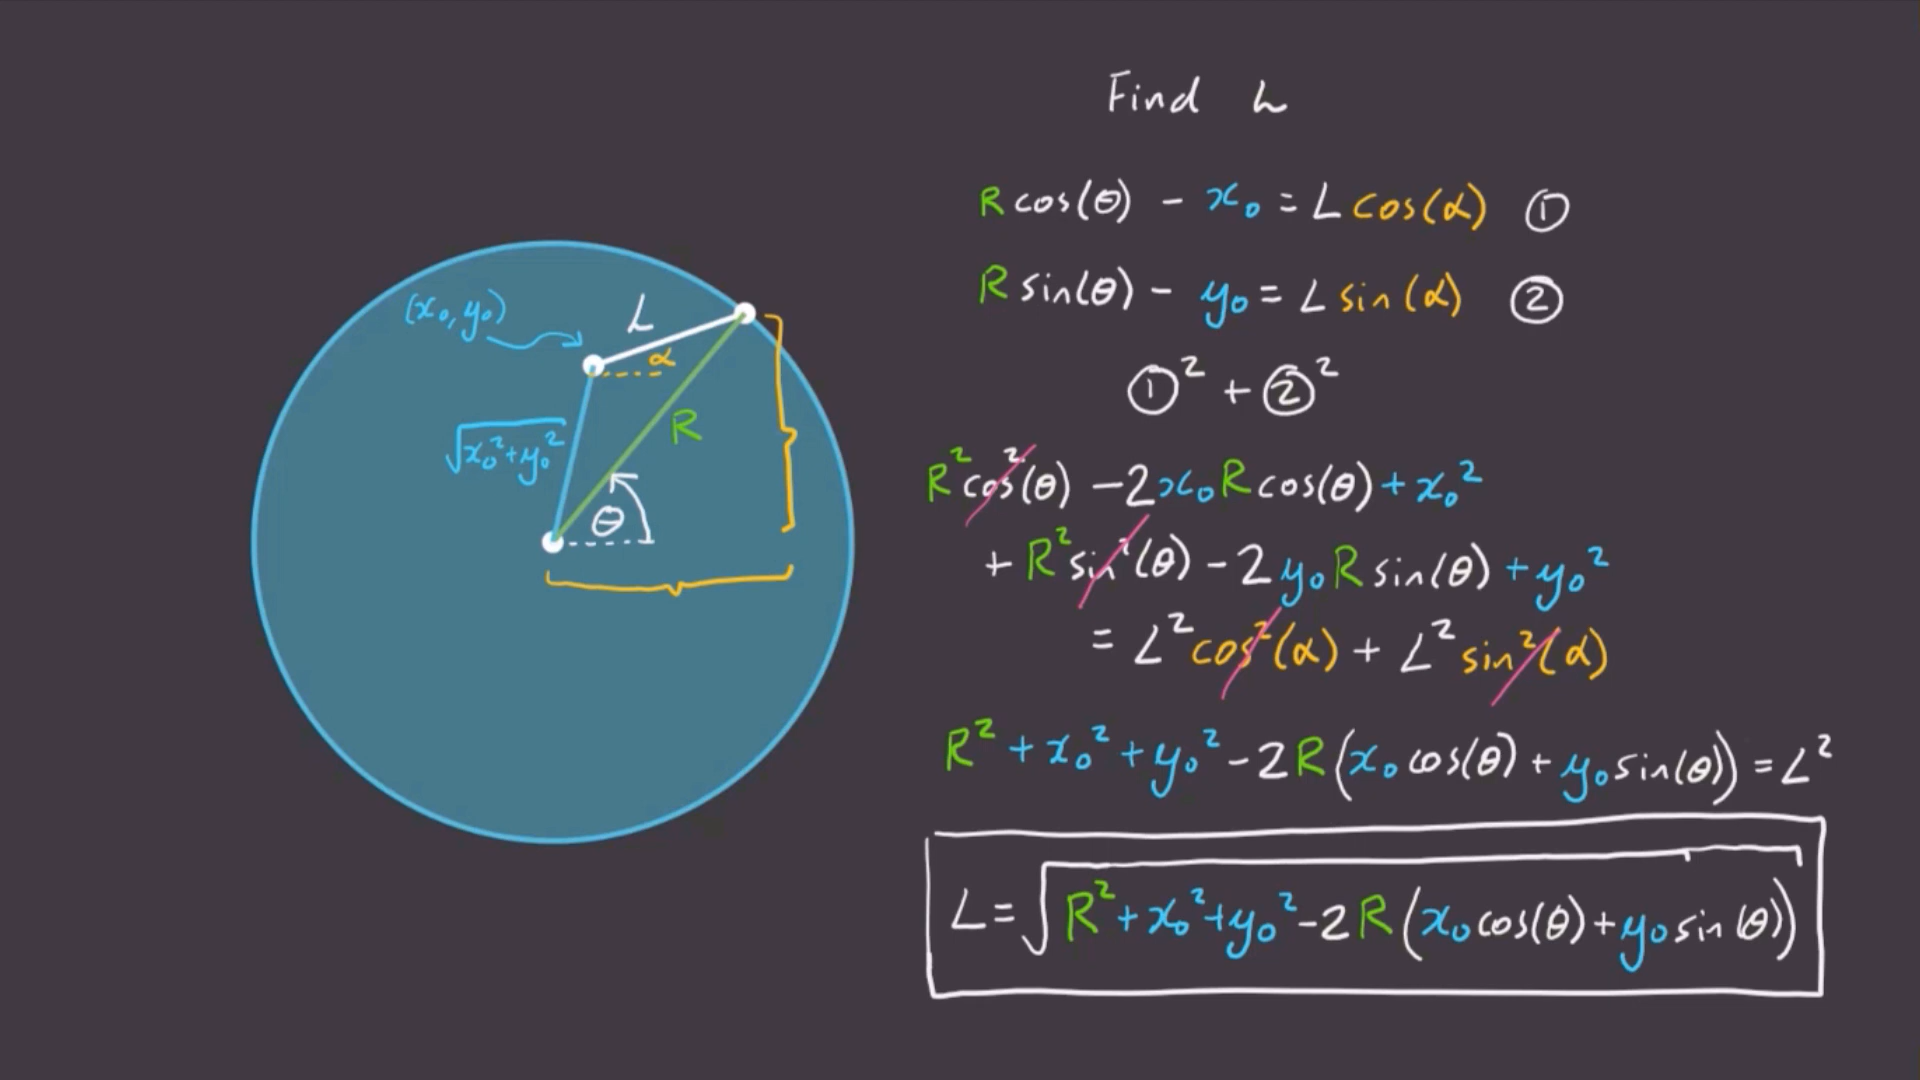 Find L
R cos(θ) - x₀ = L cos(α) ①
R sin(θ) - y₀ = L sin(α) ②
①² + ②²
R² cos²(θ) - 2x₀R cos(θ) + x₀²
+ R² sin²(θ) - 2y₀R sin(θ) + y₀²
= L² cos²(α) + L² sin²(α)
R² + x₀² + y₀² - 2R(x₀ cos(θ) + y₀ sin(θ)) = L²
L = √(R² + x₀² + y₀² - 2R(x₀ cos(θ) + y₀ sin(θ)))
(x₀, y₀)
L
α
√(x₀² + y₀²)
R
θ